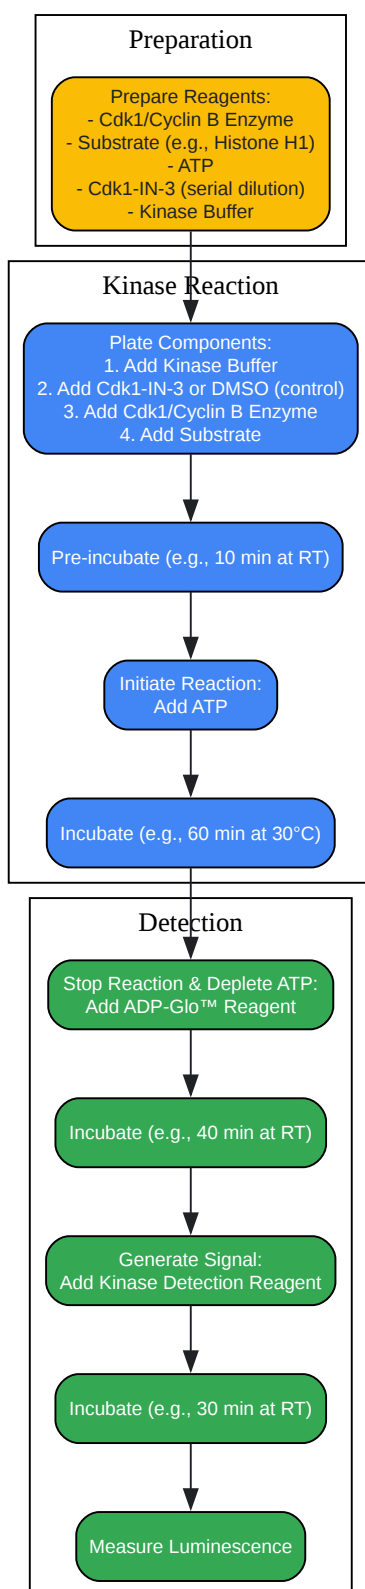 Preparation
Prepare Reagents:
- Cdk1/Cyclin B Enzyme
- Substrate (e.g., Histone H1)
- ATP
- Cdk1-IN-3 (serial dilution)
- Kinase Buffer
Kinase Reaction
Plate Components:
1. Add Kinase Buffer
2. Add Cdk1-IN-3 or DMSO (control)
3. Add Cdk1/Cyclin B Enzyme
4. Add Substrate
Pre-incubate (e.g., 10 min at RT)
Initiate Reaction:
Add ATP
Incubate (e.g., 60 min at 30°C)
Detection
Stop Reaction & Deplete ATP:
Add ADP-Glo™ Reagent
Incubate (e.g., 40 min at RT)
Generate Signal:
Add Kinase Detection Reagent
Incubate (e.g., 30 min at RT)
Measure Luminescence